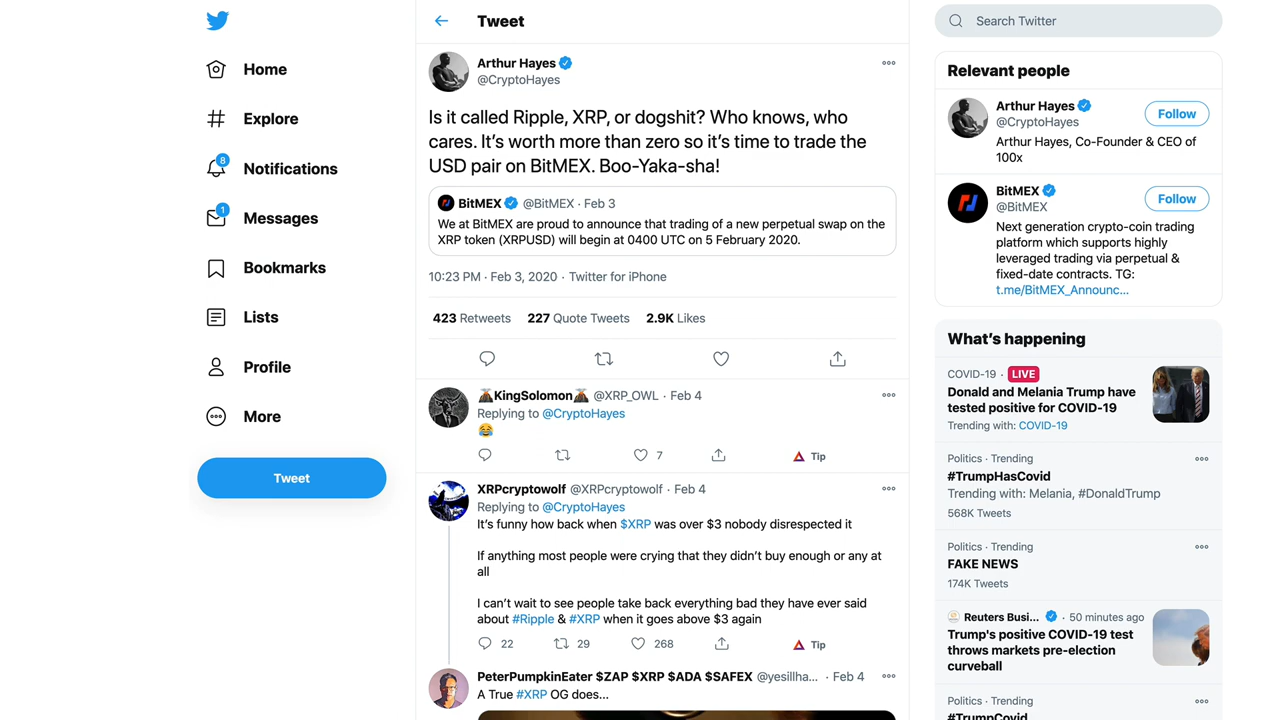 Home
Explore
8
Notifications
1
Messages
Bookmarks
Lists
Profile
More
Tweet
Tweet
Arthur Hayes
@CryptoHayes
Is it called Ripple, XRP, or dogshit? Who knows, who
cares. It's worth more than zero so it's time to trade the
USD pair on BitMEX. Boo-Yaka-sha!
BitMEX @BitMEX · Feb 3
We at BitMEX are proud to announce that trading of a new perpetual swap on the
XRP token (XRPUSD) will begin at 0400 UTC on 5 February 2020.
10:23 PM · Feb 3, 2020 · Twitter for iPhone
423 Retweets 227 Quote Tweets 2.9K Likes
🌋KingSolomon🌋 @XRP_OWL · Feb 4
Replying to @CryptoHayes
😂
7 Tip
XRPcryptowolf @XRPcryptowolf · Feb 4
Replying to @CryptoHayes
It's funny how back when $XRP was over $3 nobody disrespected it
If anything most people were crying that they didn't buy enough or any at
all
I can't wait to see people take back everything bad they have ever said
about #Ripple & #XRP when it goes above $3 again
22 29 268 Tip
PeterPumpkinEater $ZAP $XRP $ADA $SAFEX @yesillha... · Feb 4
A True #XRP OG does...
Search Twitter
Relevant people
Arthur Hayes
@CryptoHayes
Follow
Arthur Hayes, Co-Founder & CEO of
100x
BitMEX
@BitMEX
Follow
Next generation crypto-coin trading
platform which supports highly
leveraged trading via perpetual &
fixed-date contracts. TG:
t.me/BitMEX_Announc...
What's happening
COVID-19 · LIVE
Donald and Melania Trump have
tested positive for COVID-19
Trending with: COVID-19
Politics · Trending
#TrumpHasCovid
Trending with: Melania, #DonaldTrump
568K Tweets
Politics · Trending
FAKE NEWS
174K Tweets
Reuters Busi... · 50 minutes ago
Trump's positive COVID-19 test
throws markets pre-election
curveball
Politics · Trending
#TrumpCovid